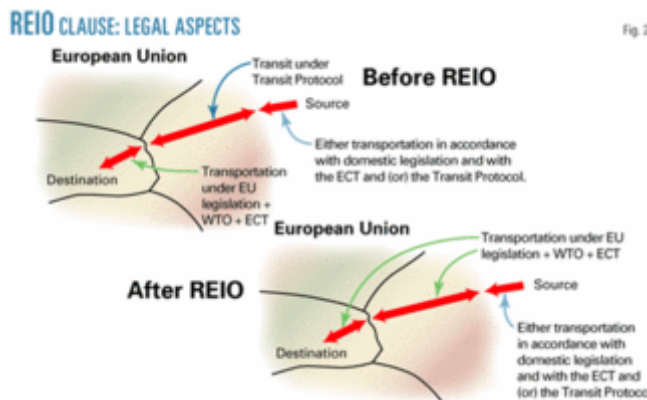 REIO CLAUSE: LEGAL ASPECTS
Fig. 2
European Union
Transit under
Transit Protocol
Before REIO
Source
Either transportation in accordance
with domestic legislation and with
the ECT and (or) the Transit Protocol.
Destination
Transportation
under EU
legislation +
WTO + ECT
European Union
Transportation under EU
legislation + WTO + ECT
After REIO
Source
Destination
Either transportation
in accordance with
domestic legislation
and with the ECT and
(or) the Transit Protoco